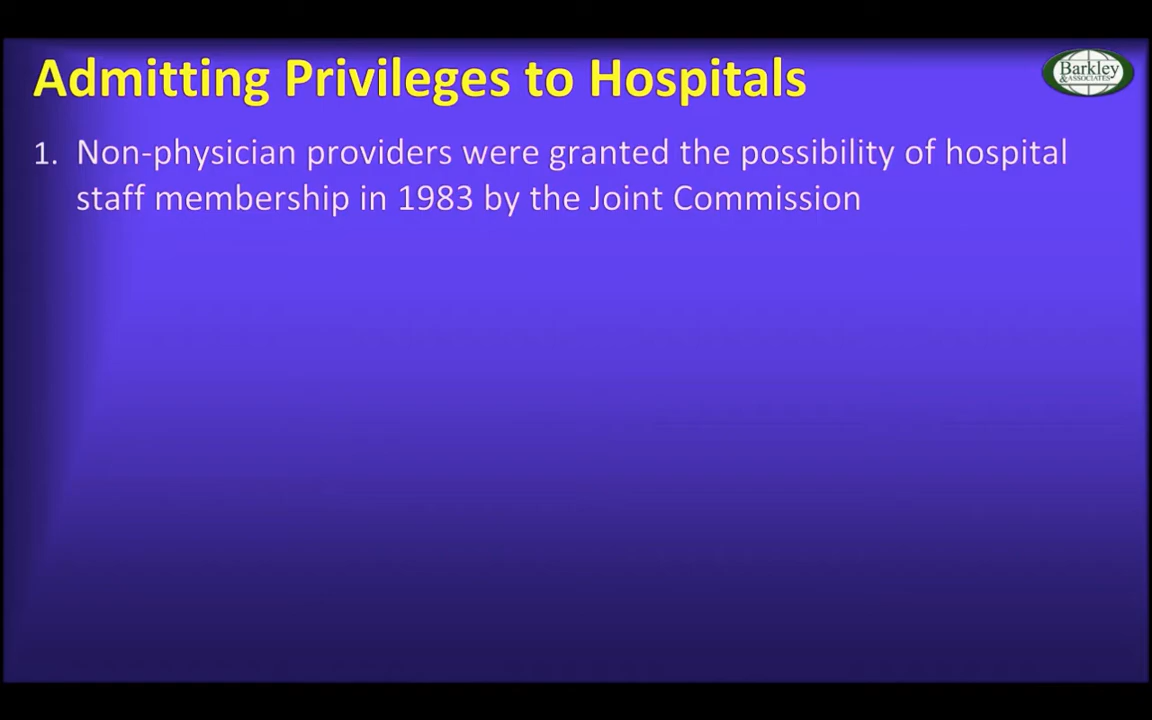 Admitting Privileges to Hospitals
Barkley
& ASSOCIATES
1. Non-physician providers were granted the possibility of hospital
staff membership in 1983 by the Joint Commission